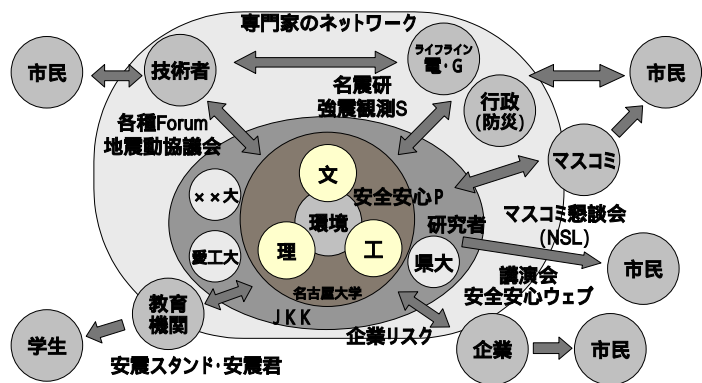 専門家のネットワーク
市民
技術者
ライフライン
電・G
市民
名震研
強震観測S
行政
(防災)
各種Forum
地震動協議会
マスコミ
文
安全安心P
××大
環境
研究者
マスコミ懇談会
(NSL)
愛工大
理
工
県大
市民
講演会
安全安心ウェブ
名古屋大学
教育
機関
JKK
企業リスク
学生
安震スタンド・安震君
企業
市民